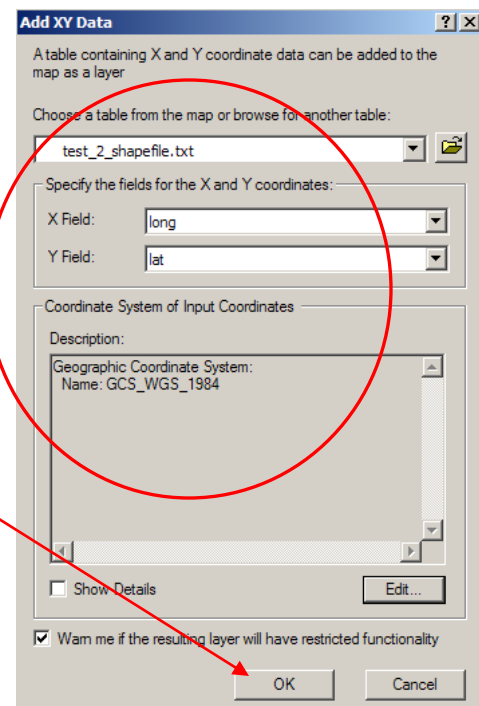 Add XY Data
A table containing X and Y coordinate data can be added to the
map as a layer
Choose a table from the map or browse for another table:
test_2_shapefile.txt
Specify the fields for the X and Y coordinates:
X Field: long
Y Field: lat
Coordinate System of Input Coordinates
Description:
Geographic Coordinate System:
Name: GCS_WGS_1984
Show Details Edit...
Warn me if the resulting layer will have restricted functionality
OK Cancel